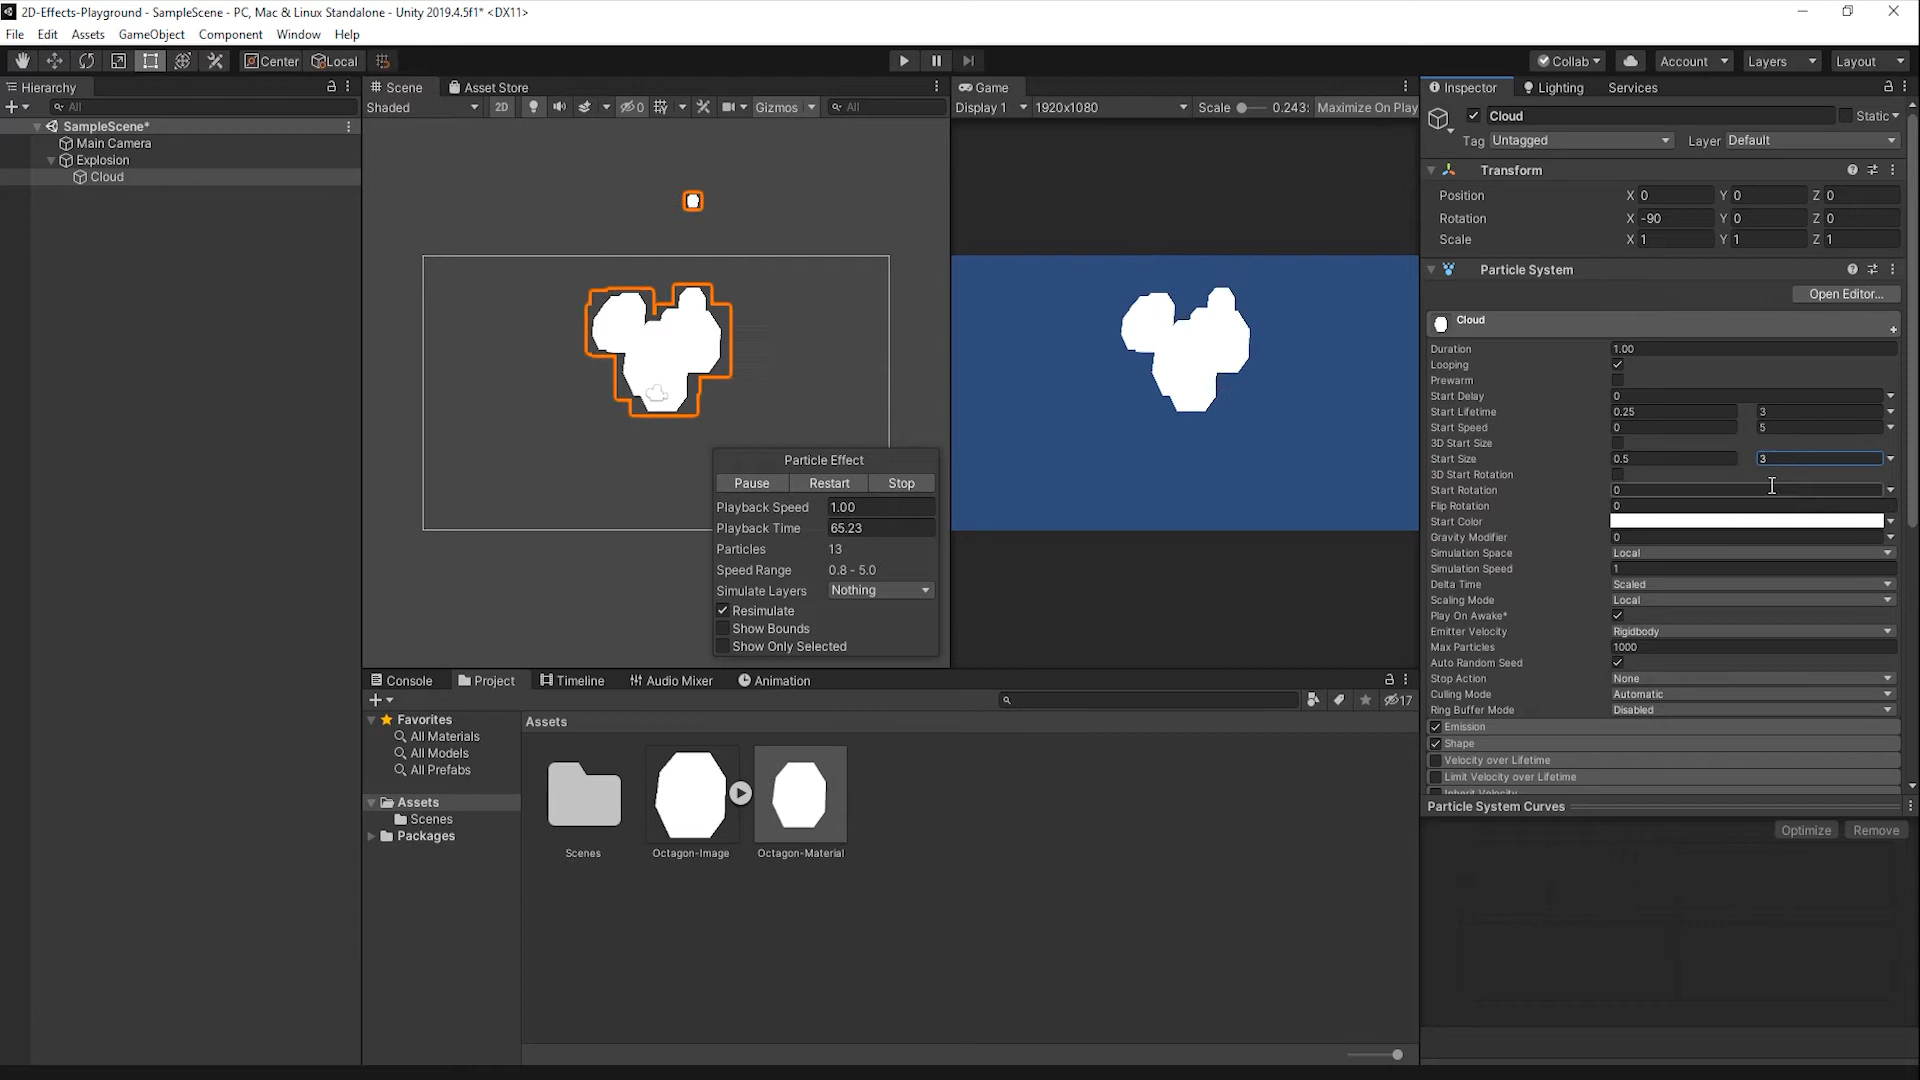 2D-Effects-Playground - SampleScene - PC, Mac & Linux Standalone - Unity 2019.4.5f1* <DX11>
File Edit Assets GameObject Component Window Help
Center Local
Collab Account Layers Layout
Hierarchy
All
SampleScene*
Main Camera
Explosion
Cloud
Scene Asset Store
Shaded 2D 0 Gizmos All
Particle Effect
Pause Restart Stop
Playback Speed 1.00
Playback Time 65.23
Particles 13
Speed Range 0.8 - 5.0
Simulate Layers Nothing
Resimulate
Show Bounds
Show Only Selected
Game
Display 1 1920x1080 Scale 0.243: Maximize On Play
Console Project Timeline Audio Mixer Animation
17
Favorites
All Materials
All Models
All Prefabs
Assets
Scenes
Packages
Assets
Scenes
Octagon-Image
Octagon-Material
Inspector Lighting Services
Cloud Static
Tag Untagged Layer Default
Transform
Position X 0 Y 0 Z 0
Rotation X -90 Y 0 Z 0
Scale X 1 Y 1 Z 1
Particle System
Open Editor...
Cloud
Duration 1.00
Looping
Prewarm
Start Delay 0
Start Lifetime 0.25 3
Start Speed 0 5
3D Start Size
Start Size 0.5 3
3D Start Rotation
Start Rotation 0
Flip Rotation 0
Start Color
Gravity Modifier 0
Simulation Space Local
Simulation Speed 1
Delta Time Scaled
Scaling Mode Local
Play On Awake*
Emitter Velocity Rigidbody
Max Particles 1000
Auto Random Seed
Stop Action None
Culling Mode Automatic
Ring Buffer Mode Disabled
Emission
Shape
Velocity over Lifetime
Limit Velocity over Lifetime
Inherit Velocity
Particle System Curves
Optimize Remove